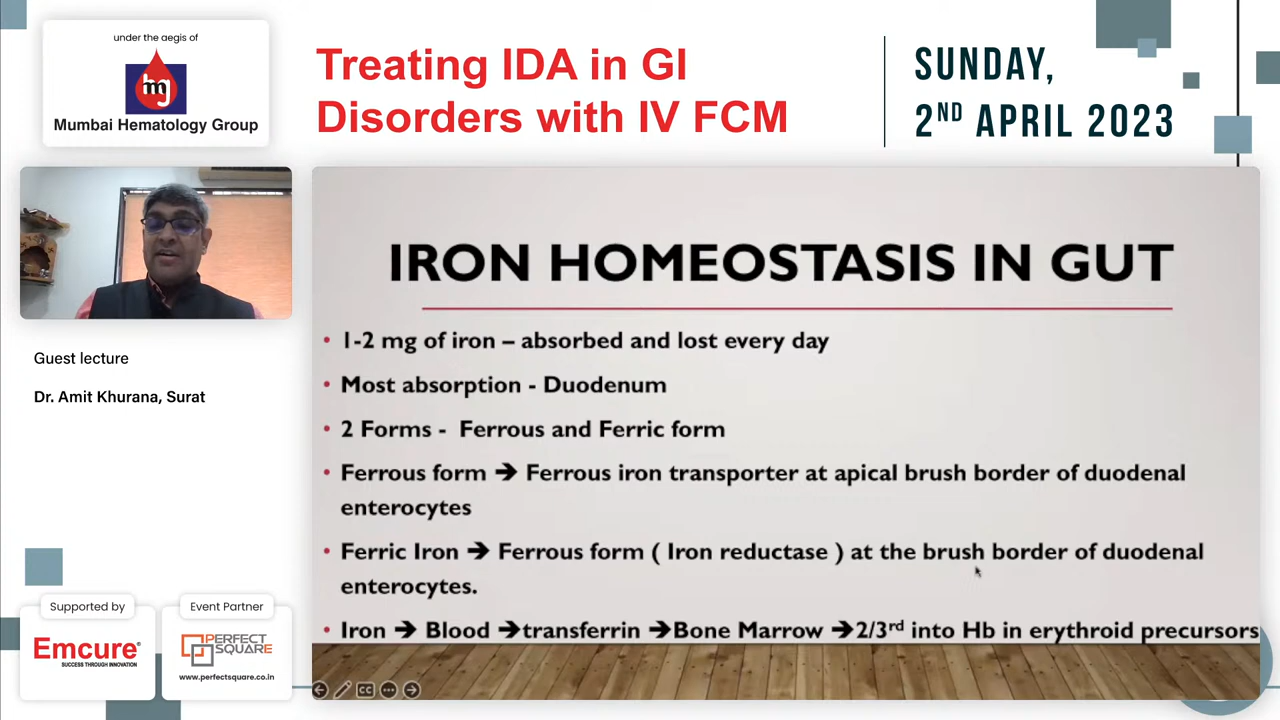 under the aegis of
mg
Mumbai Hematology Group
Treating IDA in GI
Disorders with IV FCM
SUNDAY,
2ND APRIL 2023
Guest lecture
Dr. Amit Khurana, Surat
IRON HOMEOSTASIS IN GUT
• 1-2 mg of iron – absorbed and lost every day
• Most absorption - Duodenum
• 2 Forms - Ferrous and Ferric form
• Ferrous form ➔ Ferrous iron transporter at apical brush border of duodenal
enterocytes
• Ferric Iron ➔ Ferrous form ( Iron reductase ) at the brush border of duodenal
enterocytes.
• Iron ➔ Blood ➔transferrin ➔Bone Marrow ➔2/3rd into Hb in erythroid precursors
CC
Supported by
Emcure®
SUCCESS THROUGH INNOVATION
Event Partner
PERFECT
SQUARE
www.perfectsquare.co.in